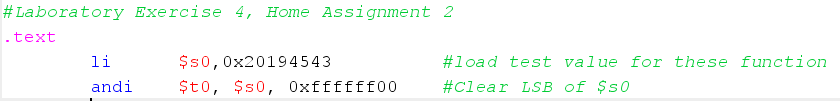 #Laboratory Exercise 4, Home Assignment 2
.text
li $s0,0x20194543 #load test value for these function
andi $t0, $s0, 0xffffff00 #Clear LSB of $s0